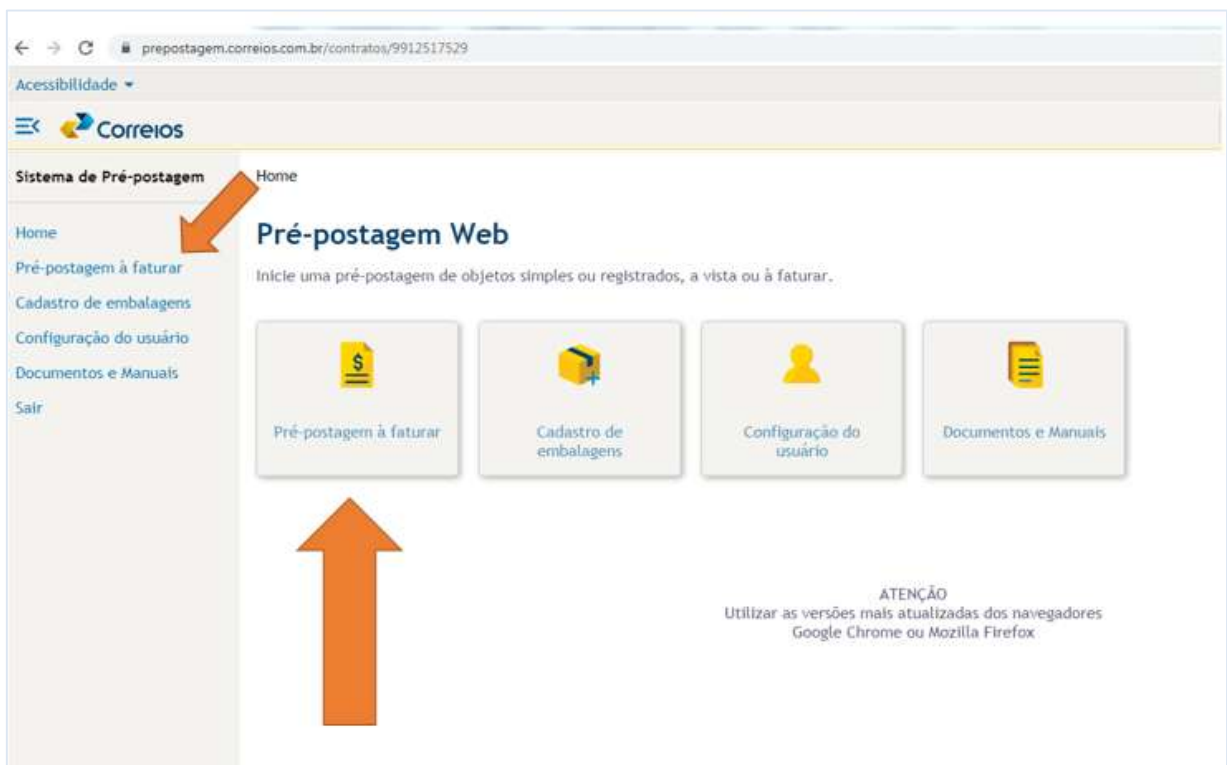 prepostagem.correios.com.br/contratos/9912517529
Acessibilidade
Correios
Sistema de Pré-postagem
Home
Pré-postagem à faturar
Cadastro de embalagens
Configuração do usuário
Documentos e Manuais
Sair
Home
Pré-postagem Web
Inicie uma pré-postagem de objetos simples ou registrados, a vista ou à faturar.
$
Pré-postagem à faturar
Cadastro de
embalagens
Configuração do
usuário
Documentos e Manuais
ATENÇÃO
Utilizar as versões mais atualizadas dos navegadores
Google Chrome ou Mozilla Firefox